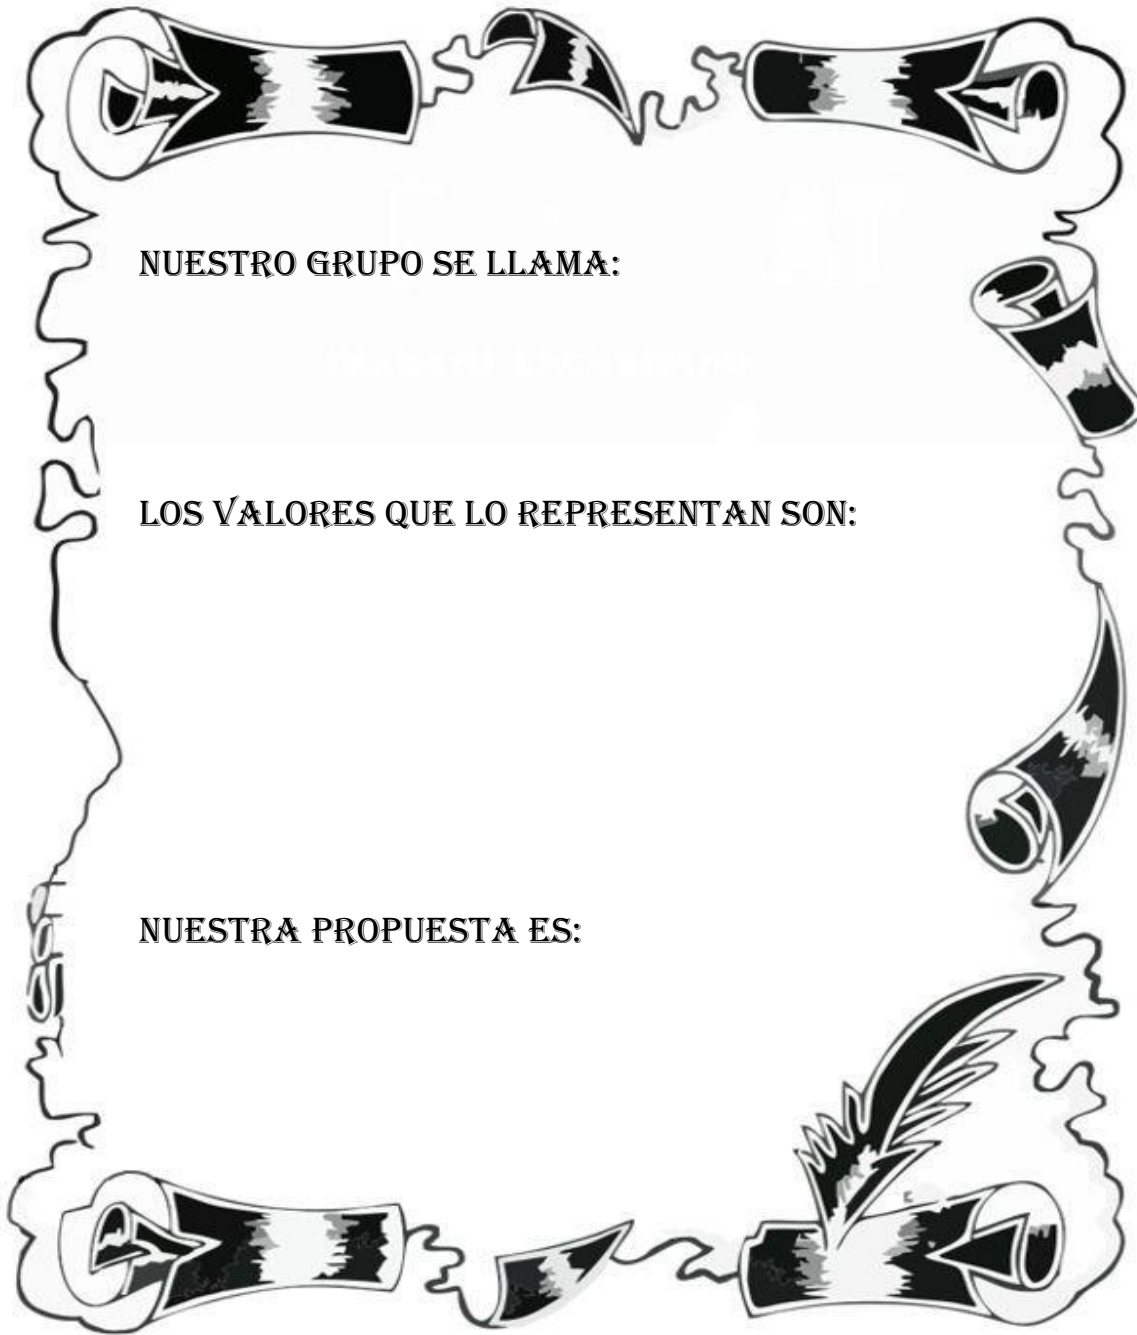 NUESTRO GRUPO SE LLAMA:
LOS VALORES QUE LO REPRESENTAN SON:
NUESTRA PROPUESTA ES: